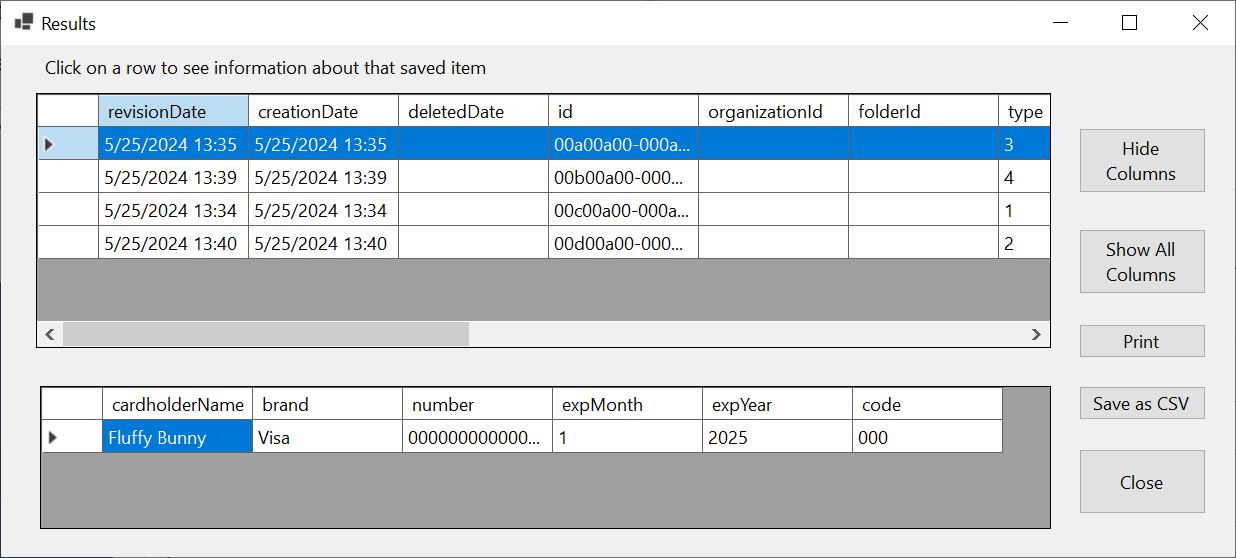 Results
Click on a row to see information about that saved item
revisionDate creationDate deletedDate id organizationId folderId type
5/25/2024 13:35 5/25/2024 13:35 00a00a00-000a... 3
5/25/2024 13:39 5/25/2024 13:39 00b00a00-000... 4
5/25/2024 13:34 5/25/2024 13:34 00c00a00-000a... 1
5/25/2024 13:40 5/25/2024 13:40 00d00a00-000... 2
Hide
Columns
Show All
Columns
Print
Save as CSV
Close
cardholderName brand number expMonth expYear code
Fluffy Bunny Visa 000000000000... 1 2025 000